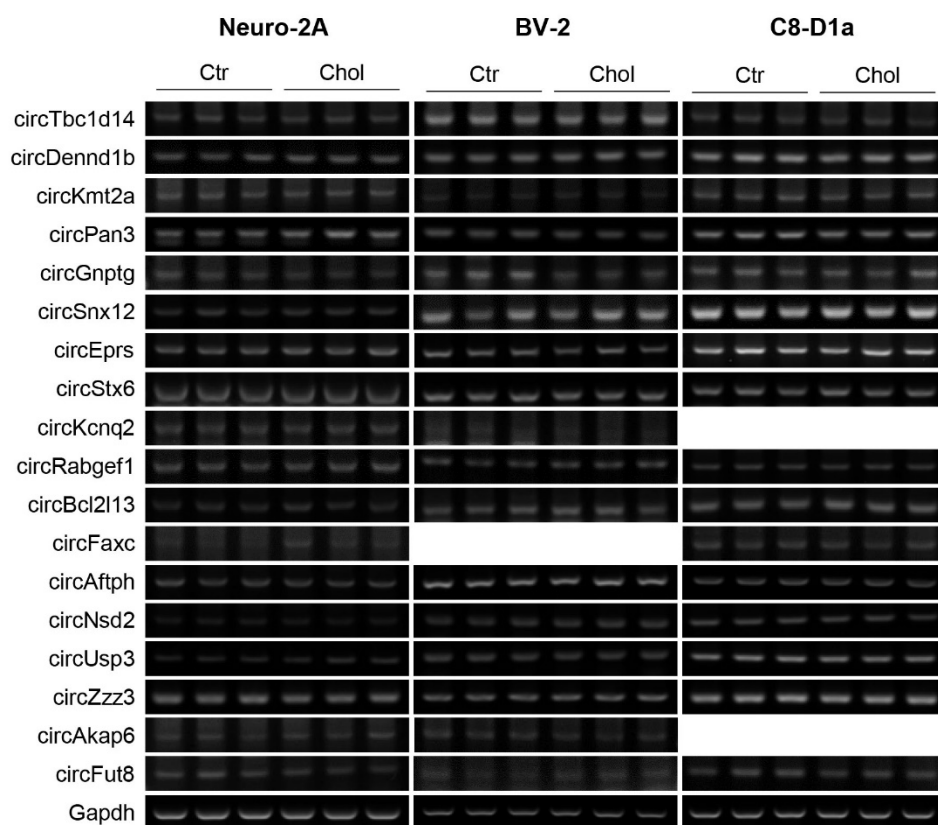 Neuro-2A BV-2 C8-D1a
Ctr Chol Ctr Chol Ctr Chol
circTbc1d14
circDennd1b
circKmt2a
circPan3
circGnptg
circSnx12
circEprs
circStx6
circKcnq2
circRabgef1
circBcl2l13
circFaxc
circAftph
circNsd2
circUsp3
circZzz3
circAkap6
circFut8
Gapdh